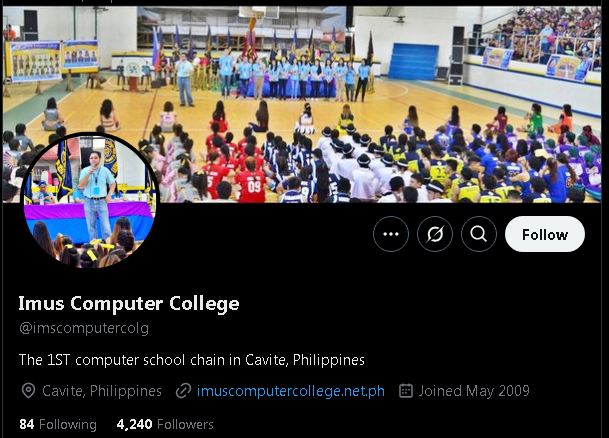 09
Follow
Imus Computer College
@imscomputercolg
The 1ST computer school chain in Cavite, Philippines
Cavite, Philippines imuscomputercollege.net.ph Joined May 2009
84 Following 4,240 Followers